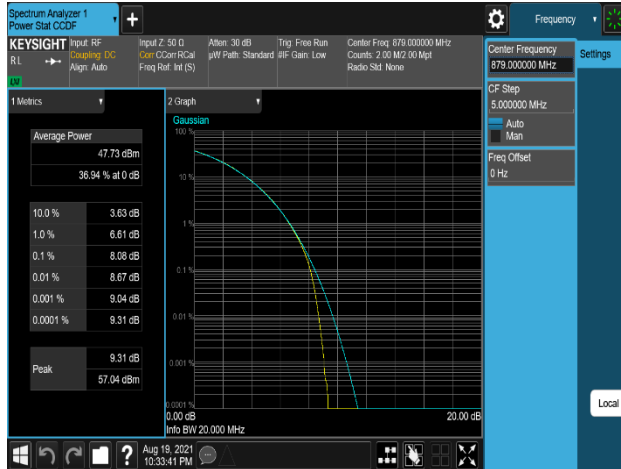 Spectrum Analyzer 1
Power Stat CCDF
Frequency
KEYSIGHT
RL
Input: RF
Coupling: DC
Align: Auto
Input Z: 50 Ω
Corr CCorr RCal
Freq Ref: Int (S)
Atten: 30 dB
µW Path: Standard
Trig: Free Run
#IF Gain: Low
Center Freq: 879.000000 MHz
Counts: 2.00 M/2.00 Mpt
Radio Std: None
Center Frequency
879.000000 MHz
Settings
CF Step
5.000000 MHz
Auto
Man
Freq Offset
0 Hz
1 Metrics
Average Power
47.73 dBm
36.94 % at 0 dB
10.0 % 3.63 dB
1.0 % 6.61 dB
0.1 % 8.08 dB
0.01 % 8.67 dB
0.001 % 9.04 dB
0.0001 % 9.31 dB
Peak
9.31 dB
57.04 dBm
2 Graph
Gaussian
100 %
10 %
1 %
0.1 %
0.01 %
0.001 %
0.0001 %
0.00 dB
20.00 dB
Info BW 20.000 MHz
Local
?
Aug 19, 2021
10:33:41 PM